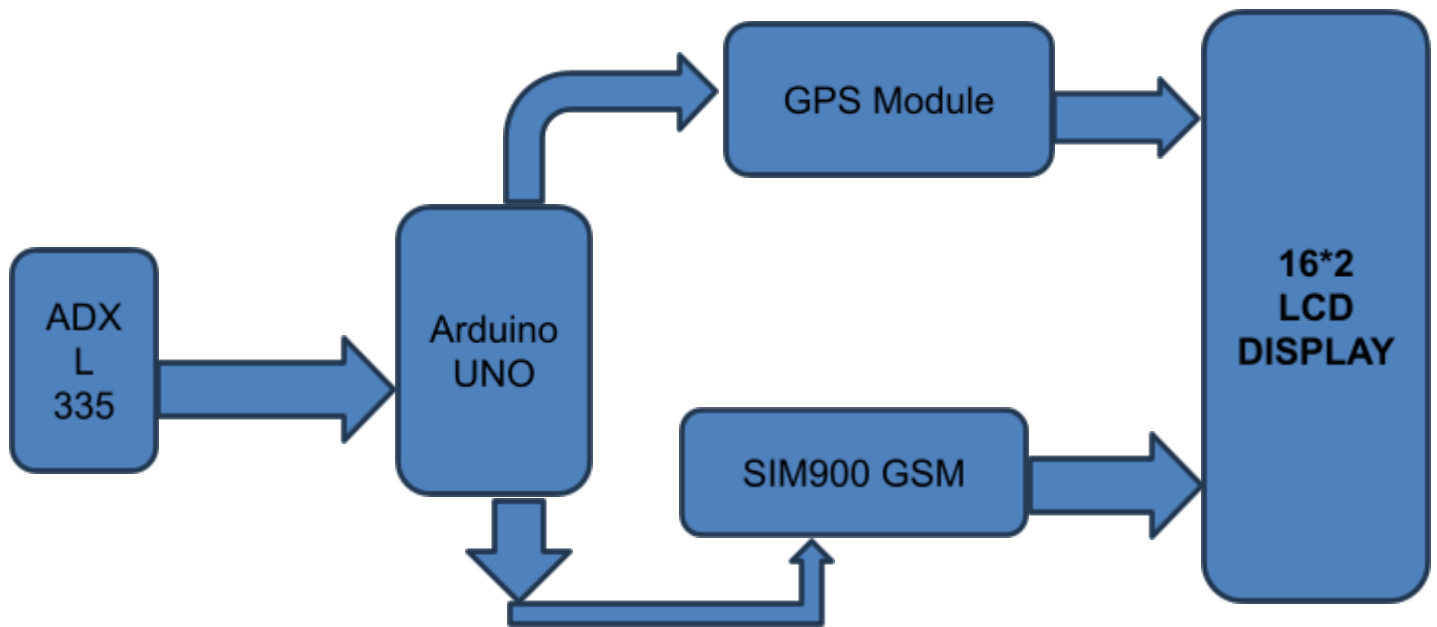 GPS Module
ADX
L
335
Arduino
UNO
16*2
LCD
DISPLAY
SIM900 GSM